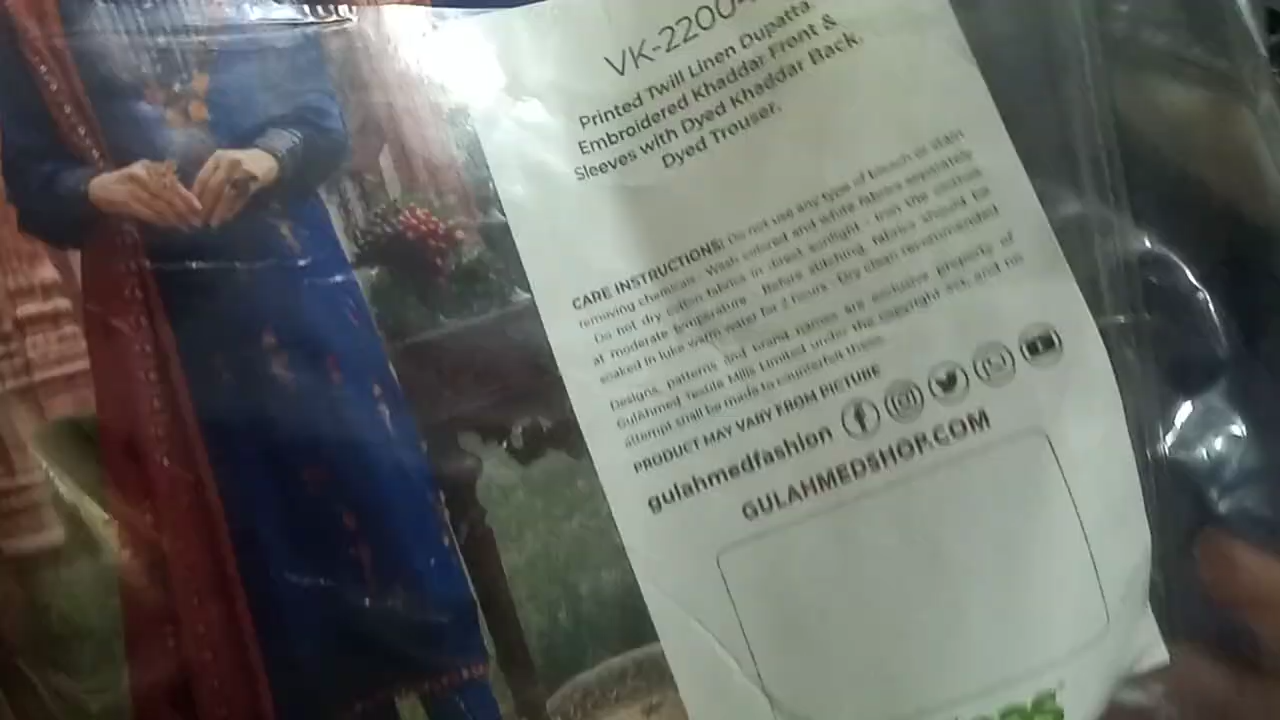 VK-2200
Printed Twill Linen Dupatta.
Embroidered Khaddar Front &
Sleeves with Dyed Khaddar Back.
Dyed Trouser.
CARE INSTRUCTIONS: Do not use any type of bleach or stain
removing chemicals. Wash colored and white fabrics separately
Do not dry cotton fabrics in direct sunlight - Iron the clothes
at moderate temperature. Before stitching, fabrics should be
soaked in luke warm water for 2 hours. Dry clean recommended
Designs, patterns and brand names are exclusive property of
GulAhmed Textile Mills Limited under the copyright act, and no
attempt shall be made to counterfeit them.
PRODUCT MAY VARY FROM PICTURE
gulahmedfashion
GULAHMEDSHOP.COM